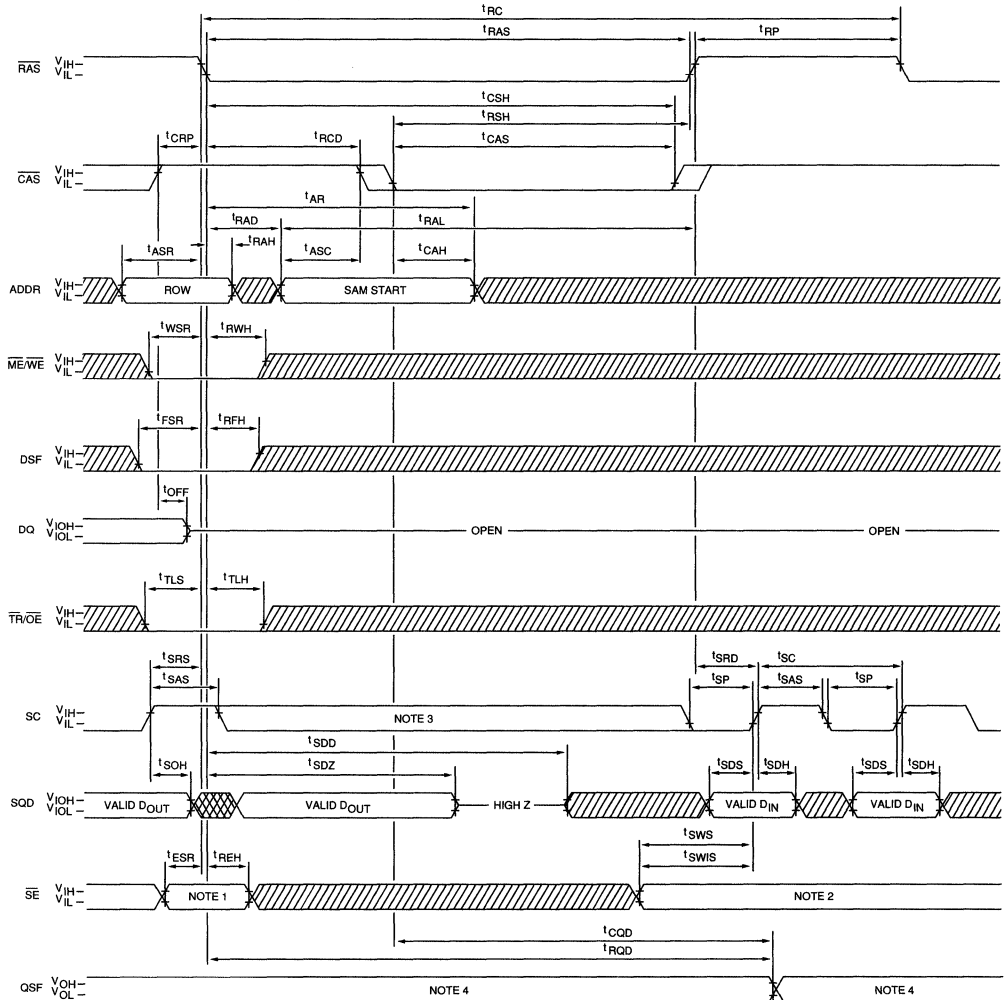 tRC
tRAS
tRP
RAS VIH VIL
tCSH
tRSH
tCRP tRCD tCAS
CAS VIH VIL
tAR
tRAD tRAL
tASR tRAH tASC tCAH
ADDR VIH VIL ROW SAM START
tWSR tRWH
ME/WE VIH VIL
tFSR tRFH
DSF VIH VIL
tOFF
DQ VIOH VIOL OPEN OPEN
tTLS tTLH
TR/OE VIH VIL
tSRS tSRD tSC
tSAS tSP tSAS tSP
SC VIH VIL NOTE 3
tSDD
tSOH tSDZ tSDS tSDH tSDS tSDH
SQD VIOH VIOL VALID DOUT VALID DOUT HIGH Z VALID DIN VALID DIN
tSWS
tESR tREH tSWIS
SE VIH VIL NOTE 1 NOTE 2
tCQD
tRQD
QSF VOH VOL NOTE 4 NOTE 4